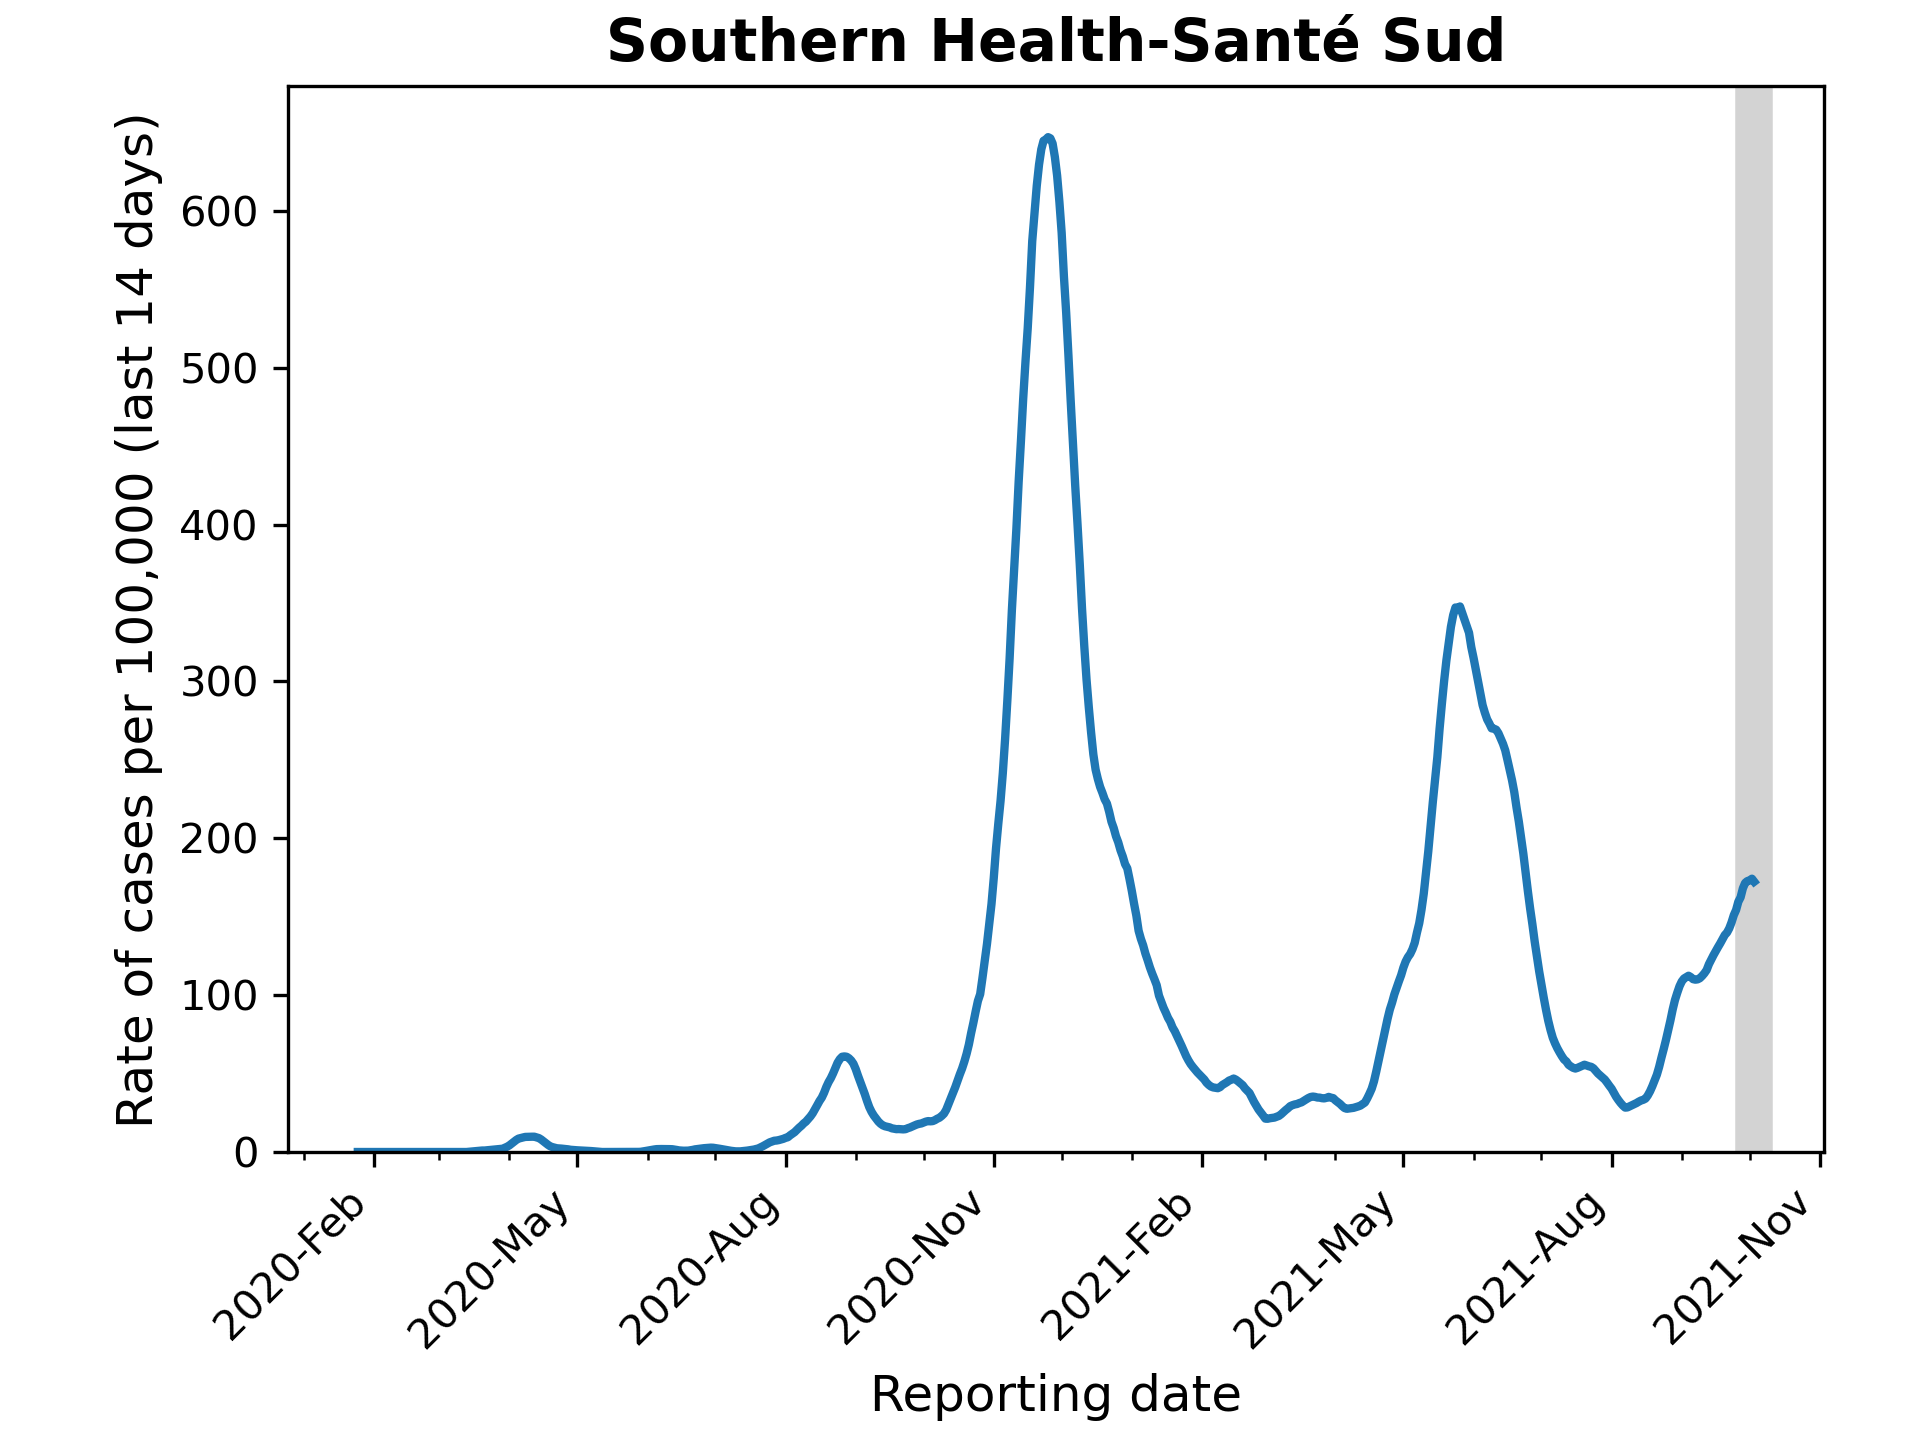 Southern Health-Santé Sud
Rate of cases per 100,000 (last 14 days)
600
500
400
300
200
100
0
2020-Feb
2020-May
2020-Aug
2020-Nov
2021-Feb
2021-May
2021-Aug
2021-Nov
Reporting date